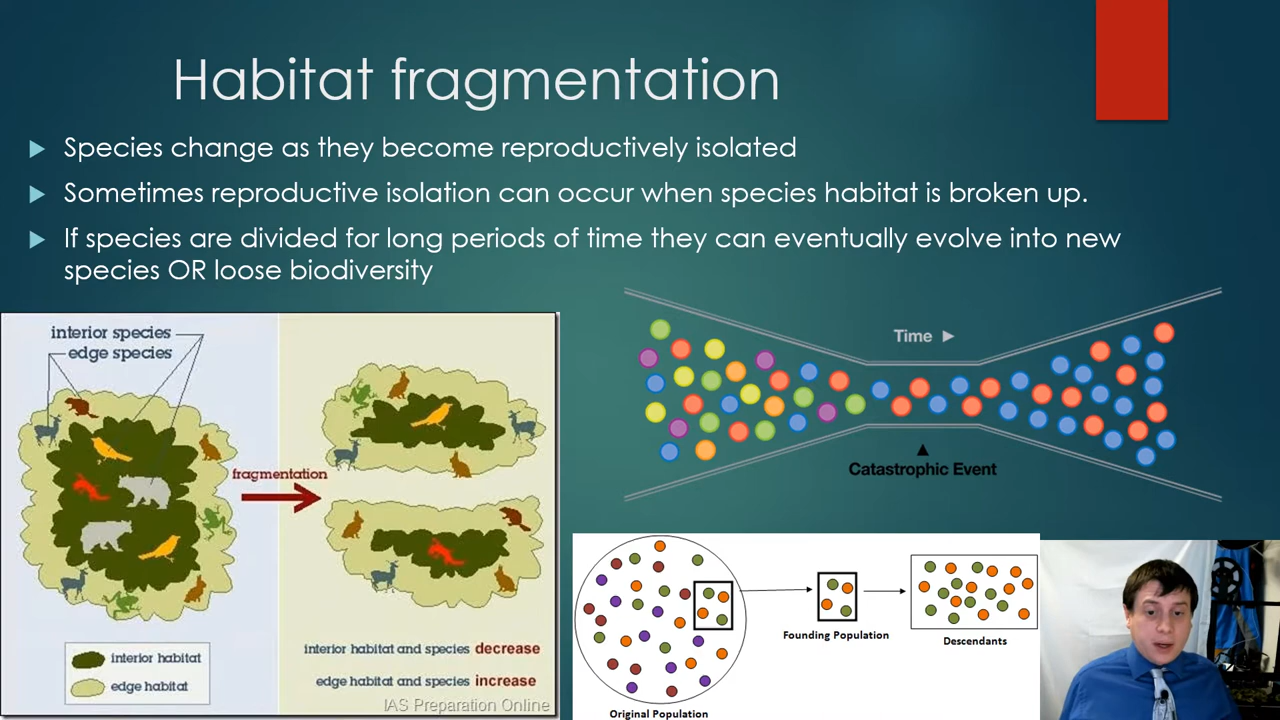 Habitat fragmentation
Species change as they become reproductively isolated
Sometimes reproductive isolation can occur when species habitat is broken up.
If species are divided for long periods of time they can eventually evolve into new
species OR loose biodiversity
interior species
edge species
fragmentation
interior habitat
edge habitat
interior habitat and species decrease
edge habitat and species increase
IAS Preparation Online
Time
Catastrophic Event
Original Population
Founding Population
Descendants